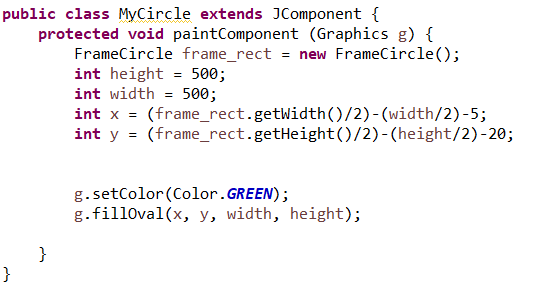 public class MyCircle extends JComponent {
    protected void paintComponent (Graphics g) {
        FrameCircle frame_rect = new FrameCircle();
        int height = 500;
        int width = 500;
        int x = (frame_rect.getWidth()/2)-(width/2)-5;
        int y = (frame_rect.getHeight()/2)-(height/2)-20;
        g.setColor(Color.GREEN);
        g.fillOval(x, y, width, height);
    }
}